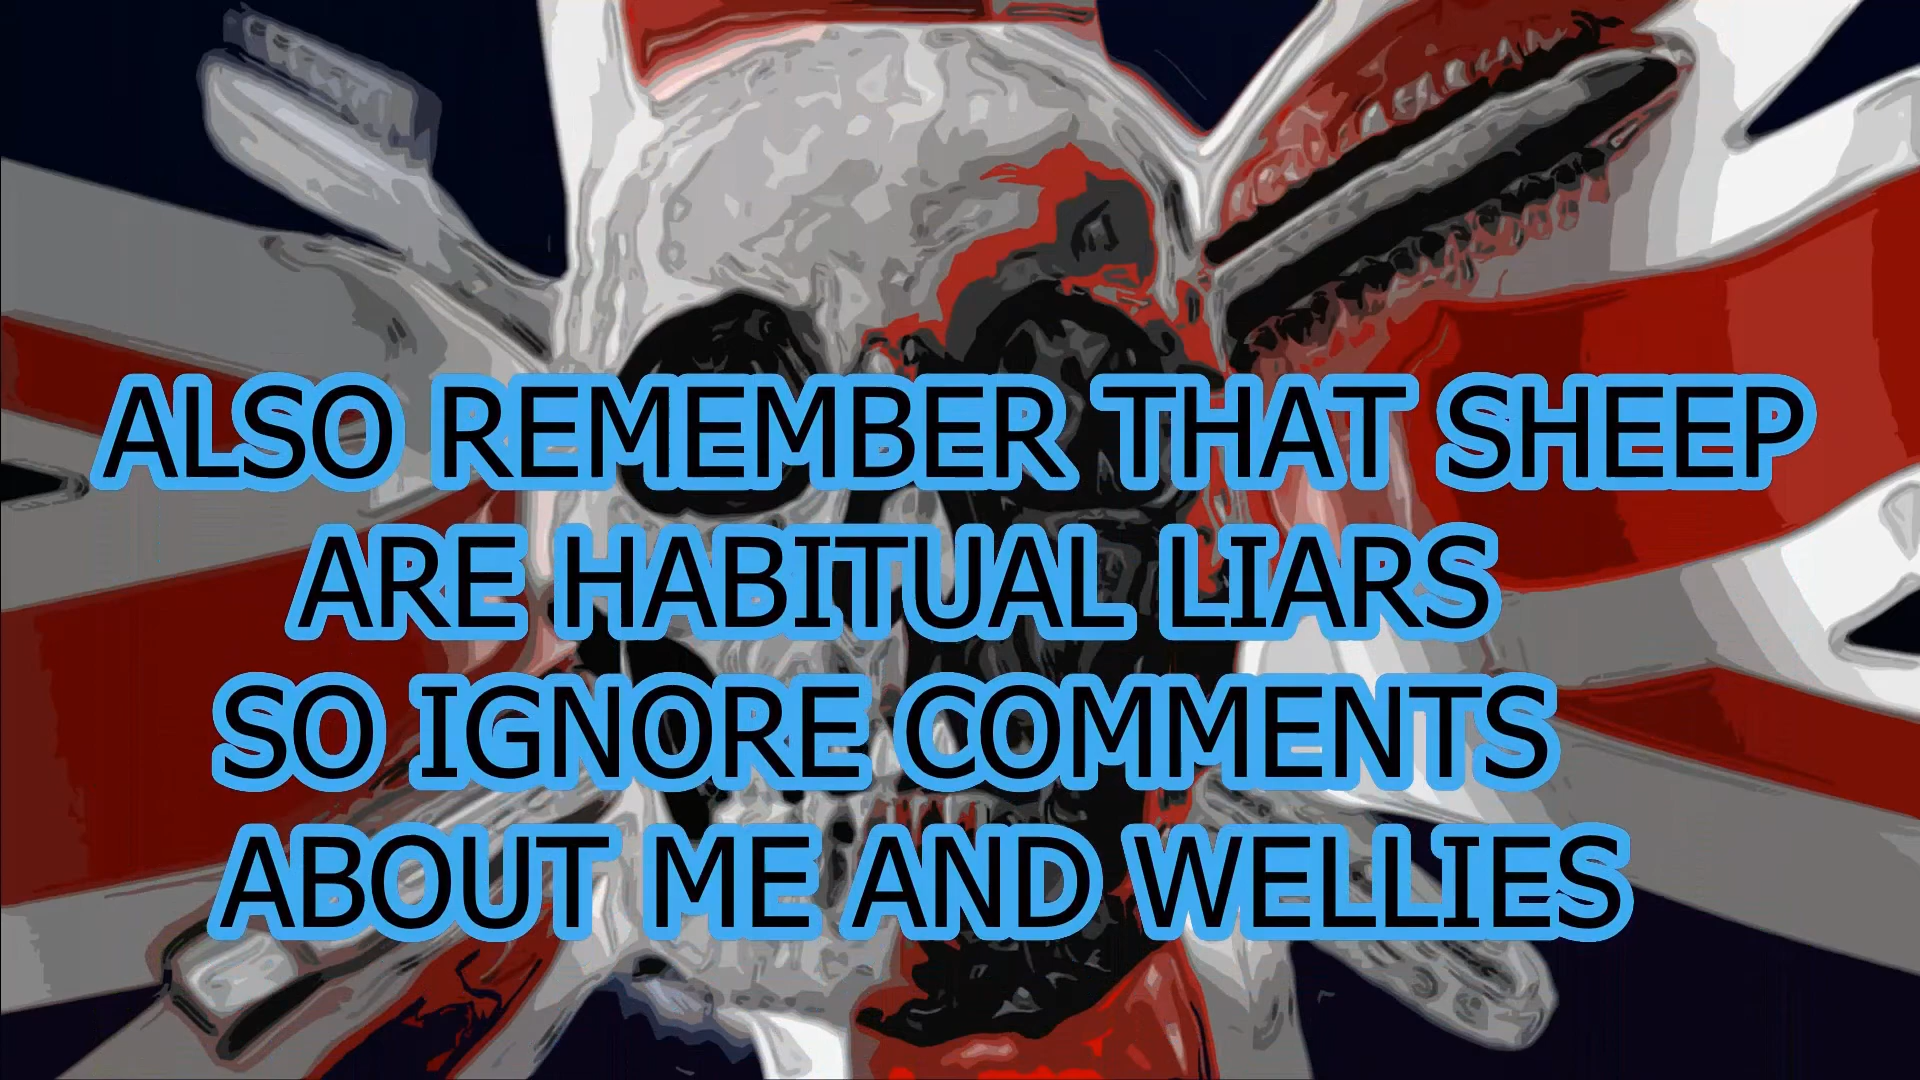 ALSO REMEMBER THAT SHEEP
ARE HABITUAL LIARS
SO IGNORE COMMENTS
ABOUT ME AND WELLIES